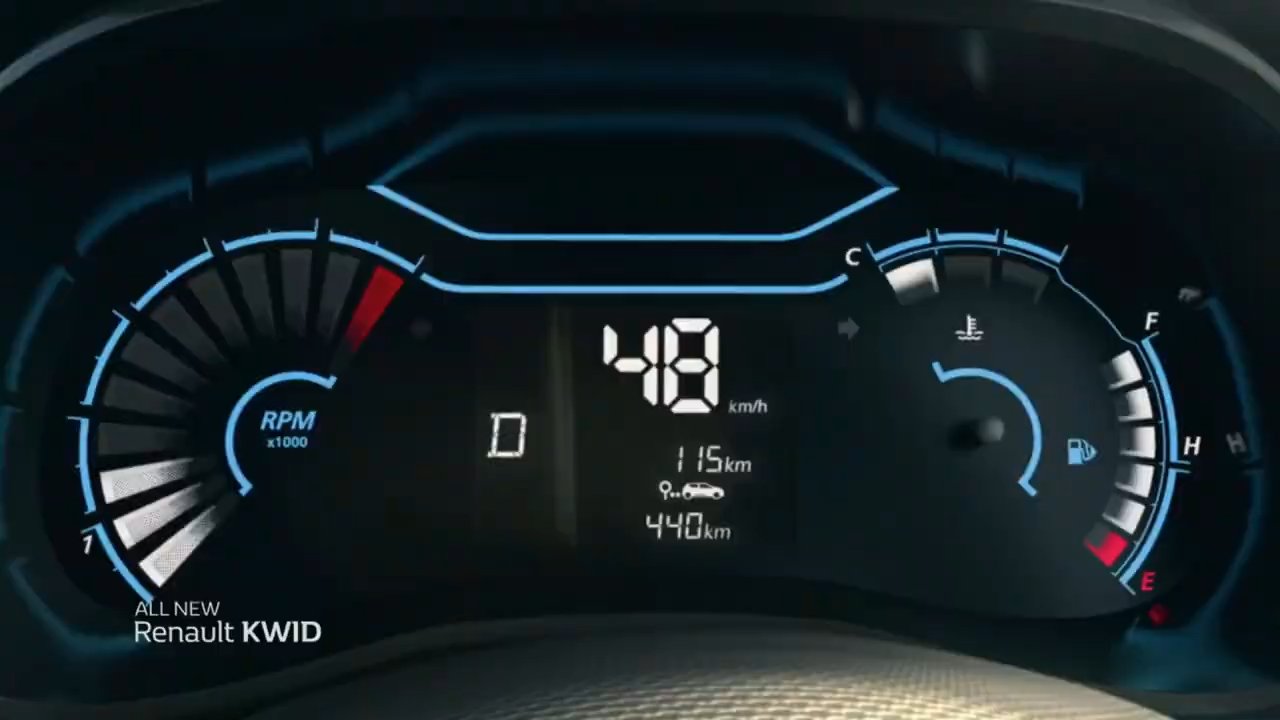 48
km/h
C
F
RPM
x1000
D
H
115km
440km
1
E
ALL NEW
Renault KWID